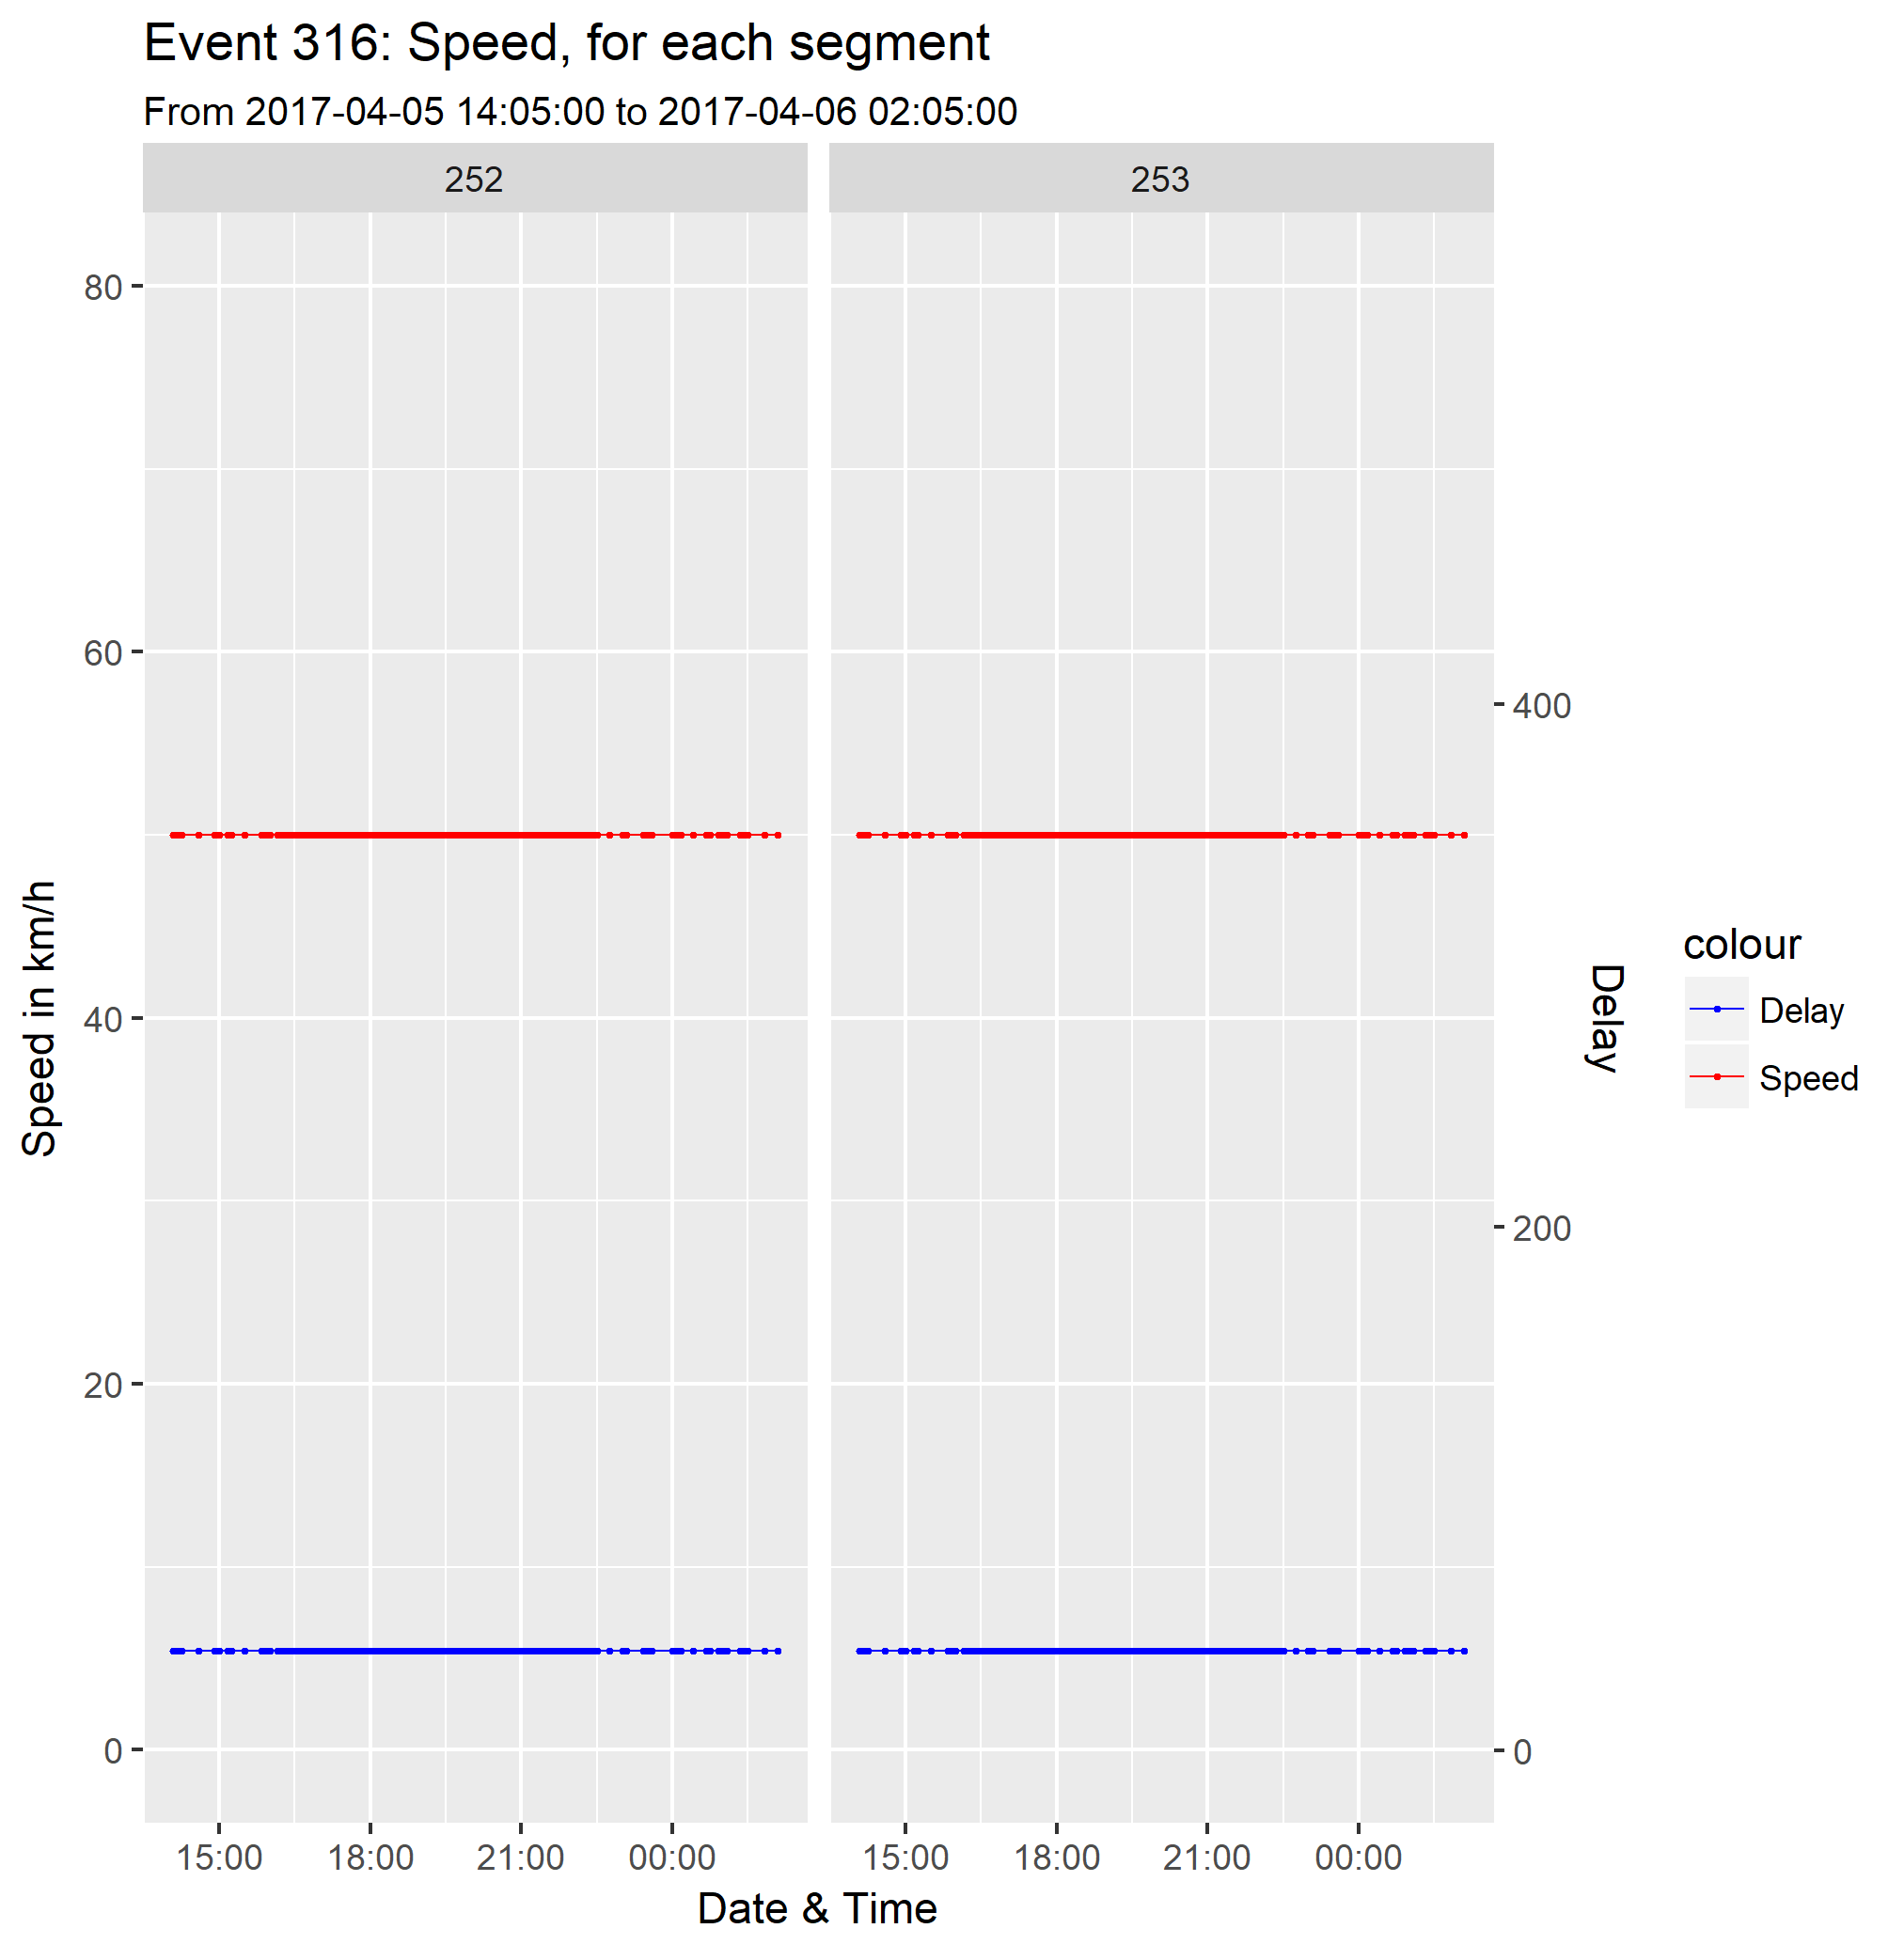 Event 316: Speed, for each segment
From 2017-04-05 14:05:00 to 2017-04-06 02:05:00
252 253
80
60
40
20
0
Speed in km/h
400
200
0
Delay
colour
Delay
Speed
15:00 18:00 21:00 00:00 15:00 18:00 21:00 00:00
Date & Time